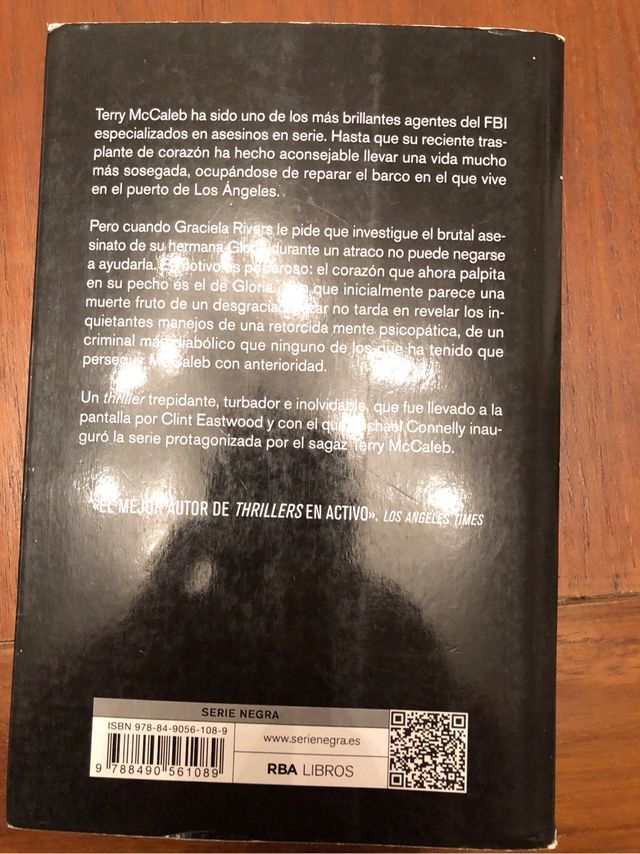 Terry McCaleb ha sido uno de los más brillantes agentes del FBI
especializados en asesinos en serie. Hasta que su reciente tras-
plante de corazón ha hecho aconsejable llevar una vida mucho
más sosegada, ocupándose de reparar el barco en el que vive
en el puerto de Los Ángeles.
Pero cuando Graciela Rivers le pide que investigue el brutal ase-
sinato de su hermana Gloria durante un atraco no puede negarse
a ayudarla. El motivo es poderoso: el corazón que ahora palpita
en su pecho es el de Gloria. que inicialmente parece una
muerte fruto de un desgraciado azar no tarda en revelar los in-
quietantes manejos de una retorcida mente psicopática, de un
criminal más diabólico que ninguno de los que ha tenido que
perseguir McCaleb con anterioridad.
Un thriller trepidante, turbador e inolvidable, que fue llevado a la
pantalla por Clint Eastwood y con el que Michael Connelly inau-
guró la serie protagonizada por el sagaz Terry McCaleb.
«EL MEJOR AUTOR DE THRILLERS EN ACTIVO». LOS ANGELES TIMES
SERIE NEGRA
ISBN 978-84-9056-108-9
9 788490 561089
www.serienegra.es
RBA LIBROS